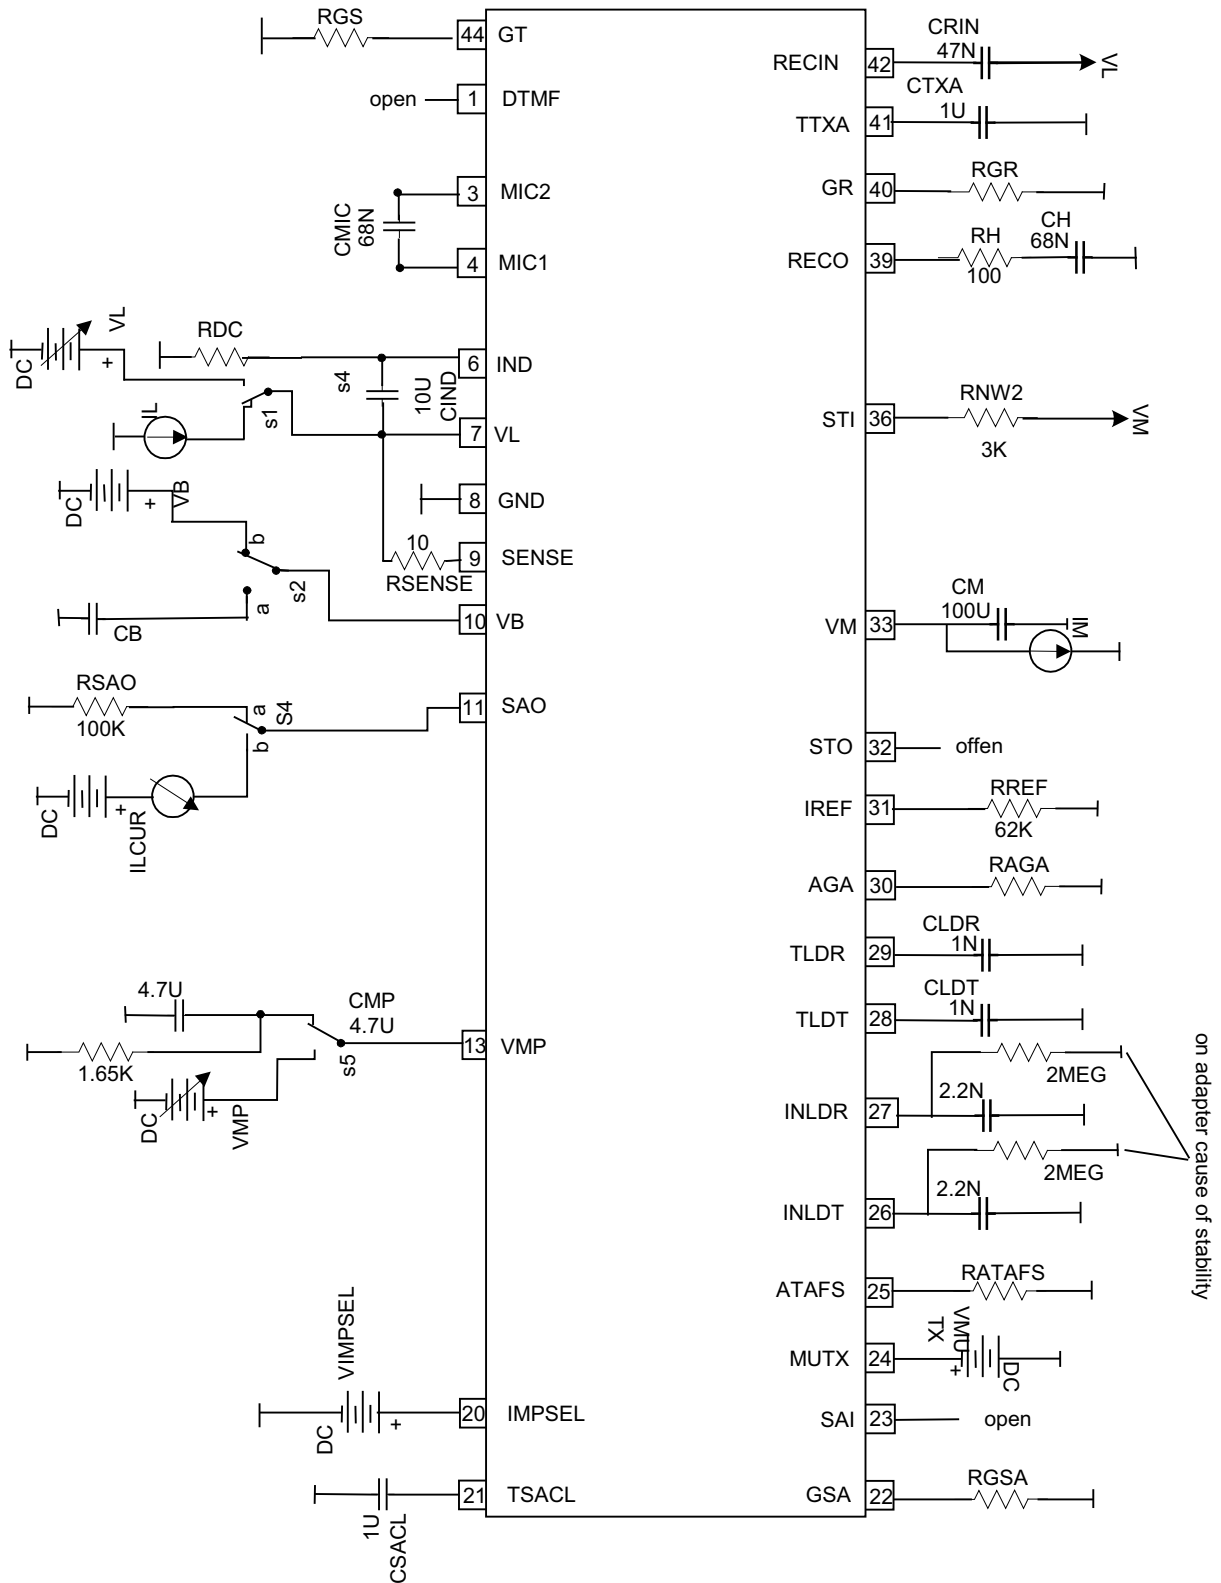 RGS
44
GT
open
1
DTMF
3
MIC2
CMIC
68N
4
MIC1
VL
DC
+
RDC
6
IND
s4
10U
CIND
IL
s1
7
VL
DC
+
VB
8
GND
10
9
SENSE
RSENSE
b
s2
a
CB
10
VB
RSAO
100K
a
S4
b
11
SAO
DC
+
ILCUR
4.7U
CMP
4.7U
13
VMP
1.65K
s5
DC
+
VMP
VIMPSEL
DC
+
20
IMPSEL
21
TSACL
1U
CSACL
RECIN
42
CRIN
47N
VL
TTXA
41
CTXA
1U
GR
40
RGR
RECO
39
RH
100
CH
68N
STI
36
RNW2
3K
VM
VM
33
CM
100U
IM
STO
32
offen
IREF
31
RREF
62K
AGA
30
RAGA
TLDR
29
CLDR
1N
TLDT
28
CLDT
1N
2MEG
INLDR
27
2.2N
2MEG
INLDT
26
2.2N
on adapter cause of stability
ATAFS
25
RATAFS
MUTX
24
VMU
TX
+
DC
SAI
23
open
GSA
22
RGSA